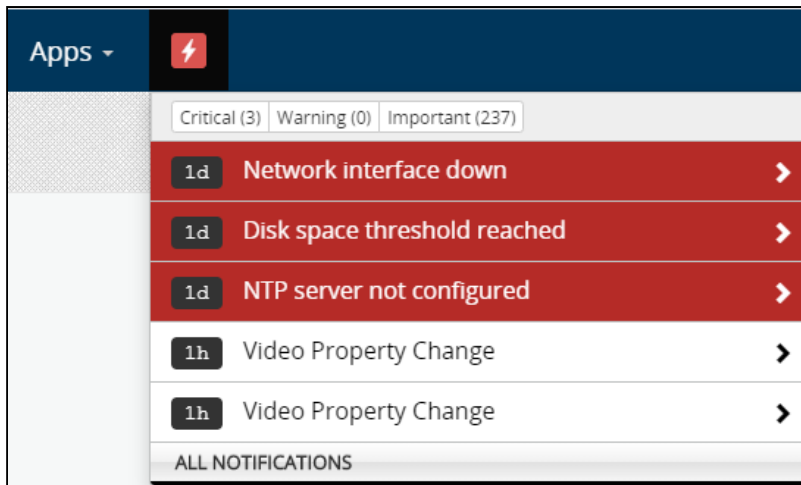 Apps
Critical (3) Warning (0) Important (237)
1d Network interface down
1d Disk space threshold reached
1d NTP server not configured
1h Video Property Change
1h Video Property Change
ALL NOTIFICATIONS